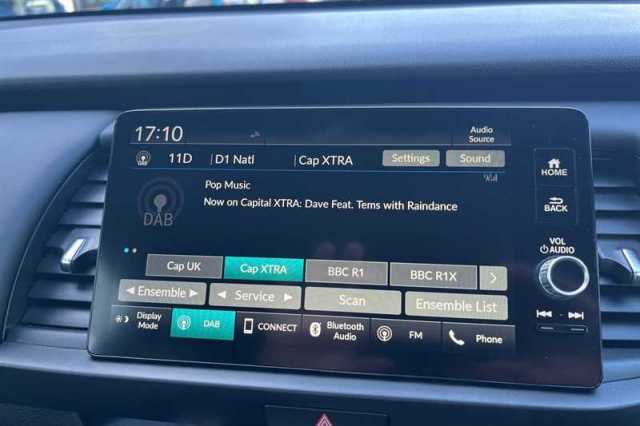 17:10 Audio Source
11D D1 Natl Cap XTRA Settings Sound
DAB
Pop Music
Now on Capital XTRA: Dave Feat. Tems with Raindance
Cap UK Cap XTRA BBC R1 BBC R1X
Ensemble Service Scan Ensemble List
Display Mode DAB CONNECT Bluetooth Audio FM Phone
HOME
BACK
VOL
AUDIO